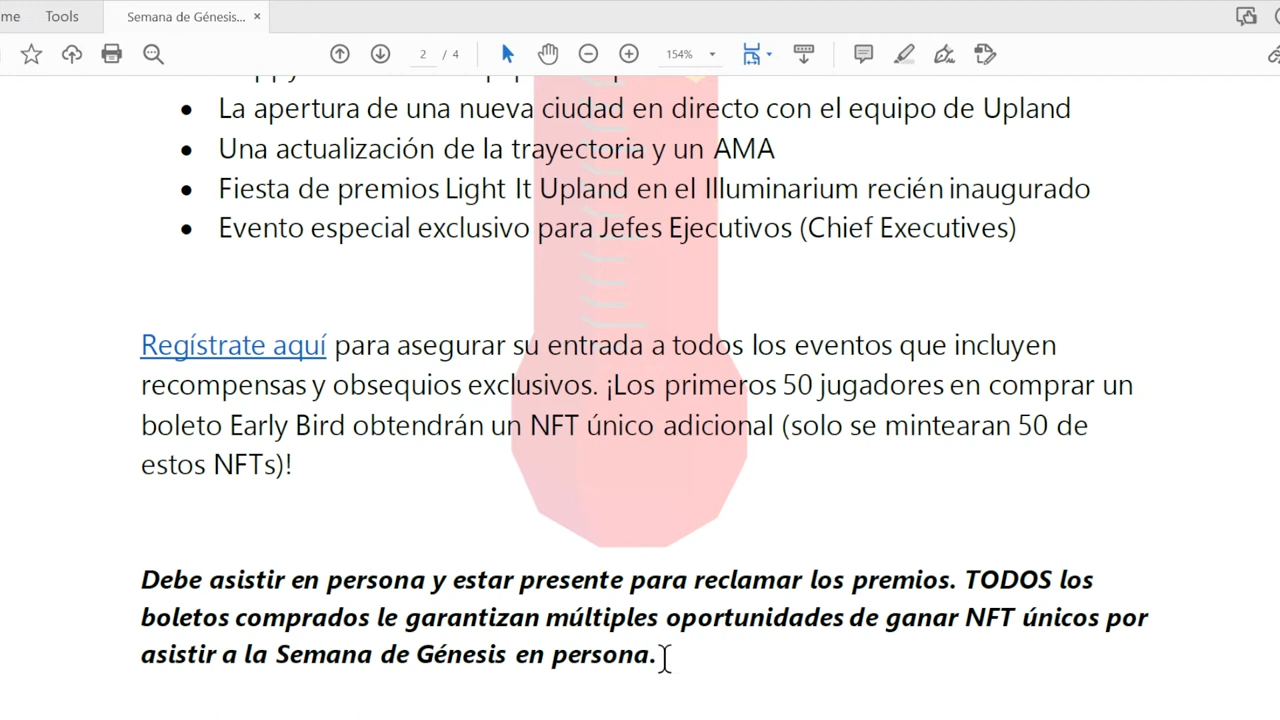 me Tools Semana de Génesis... ×
2 / 4 154%
• La apertura de una nueva ciudad en directo con el equipo de Upland
• Una actualización de la trayectoria y un AMA
• Fiesta de premios Light It Upland en el Illuminarium recién inaugurado
• Evento especial exclusivo para Jefes Ejecutivos (Chief Executives)
Regístrate aquí para asegurar su entrada a todos los eventos que incluyen
recompensas y obsequios exclusivos. ¡Los primeros 50 jugadores en comprar un
boleto Early Bird obtendrán un NFT único adicional (solo se mintearan 50 de
estos NFTs)!
Debe asistir en persona y estar presente para reclamar los premios. TODOS los
boletos comprados le garantizan múltiples oportunidades de ganar NFT únicos por
asistir a la Semana de Génesis en persona.